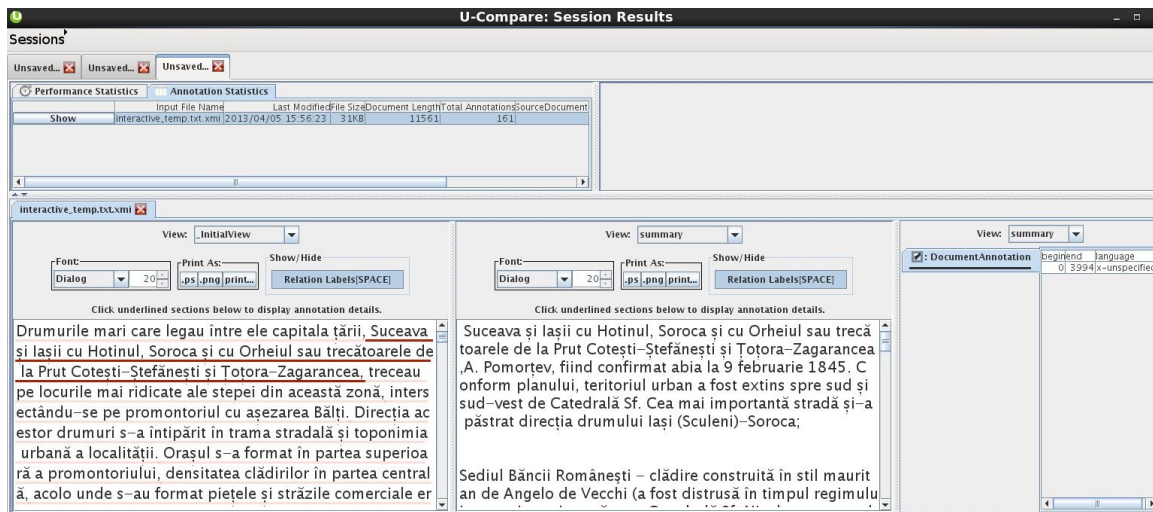 U-Compare: Session Results
Sessions
Unsaved... Unsaved... Unsaved...
Performance Statistics Annotation Statistics
Input File Name Last Modified File Size Document Length Total Annotations SourceDocument
Show interactive_temp.txt.xmi 2013/04/05 15:56:23 31KB 11561 161
interactive_temp.txt.xmi
View: _InitialView
Font: Print As: Show/Hide
Dialog 20 .ps .png print... Relation Labels[SPACE]
Click underlined sections below to display annotation details.
Drumurile mari care legau între ele capitala țării, Suceava
și Iașii cu Hotinul, Soroca și cu Orheiul sau trecătoarele de
la Prut Cotești–Ștefănești și Țoțora–Zagarancea, treceau
pe locurile mai ridicate ale stepei din această zonă, inters
ectându–se pe promontoriul cu așezarea Bălți. Direcția ac
estor drumuri s–a întipărit în trama stradală și toponimia
urbană a localității. Orașul s–a format în partea superioa
ră a promontoriului, densitatea clădirilor în partea central
ă, acolo unde s–au format piețele și străzile comerciale er
View: summary
Font: Print As: Show/Hide
Dialog 20 .ps .png print... Relation Labels[SPACE]
Click underlined sections below to display annotation details.
Suceava și Iașii cu Hotinul, Soroca și cu Orheiul sau trecă
toarele de la Prut Cotești–Ștefănești și Țoțora–Zagarancea
,A. Pomorțev, fiind confirmat abia la 9 februarie 1845. C
onform planului, teritoriul urban a fost extins spre sud și
sud–vest de Catedrală Sf. Cea mai importantă stradă și–a
păstrat direcția drumului Iași (Sculeni)–Soroca;
Sediul Băncii Românești – clădire construită în stil maurit
an de Angelo de Vecchi (a fost distrusă în timpul regimulu
View: summary
: DocumentAnnotation
begin end language
0 3994 x–unspecified